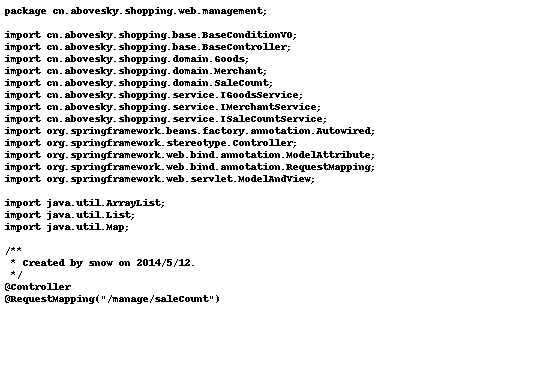 package cn.abovesky.shopping.web.management;

import cn.abovesky.shopping.base.BaseConditionVO;
import cn.abovesky.shopping.base.BaseController;
import cn.abovesky.shopping.domain.Goods;
import cn.abovesky.shopping.domain.Merchant;
import cn.abovesky.shopping.domain.SaleCount;
import cn.abovesky.shopping.service.IGoodsService;
import cn.abovesky.shopping.service.IMerchantService;
import cn.abovesky.shopping.service.ISaleCountService;
import org.springframework.beans.factory.annotation.Autowired;
import org.springframework.stereotype.Controller;
import org.springframework.web.bind.annotation.ModelAttribute;
import org.springframework.web.bind.annotation.RequestMapping;
import org.springframework.web.servlet.ModelAndView;

import java.util.ArrayList;
import java.util.List;
import java.util.Map;

/**
 * Created by snow on 2014/5/12.
 */
@Controller
@RequestMapping("/manage/saleCount")